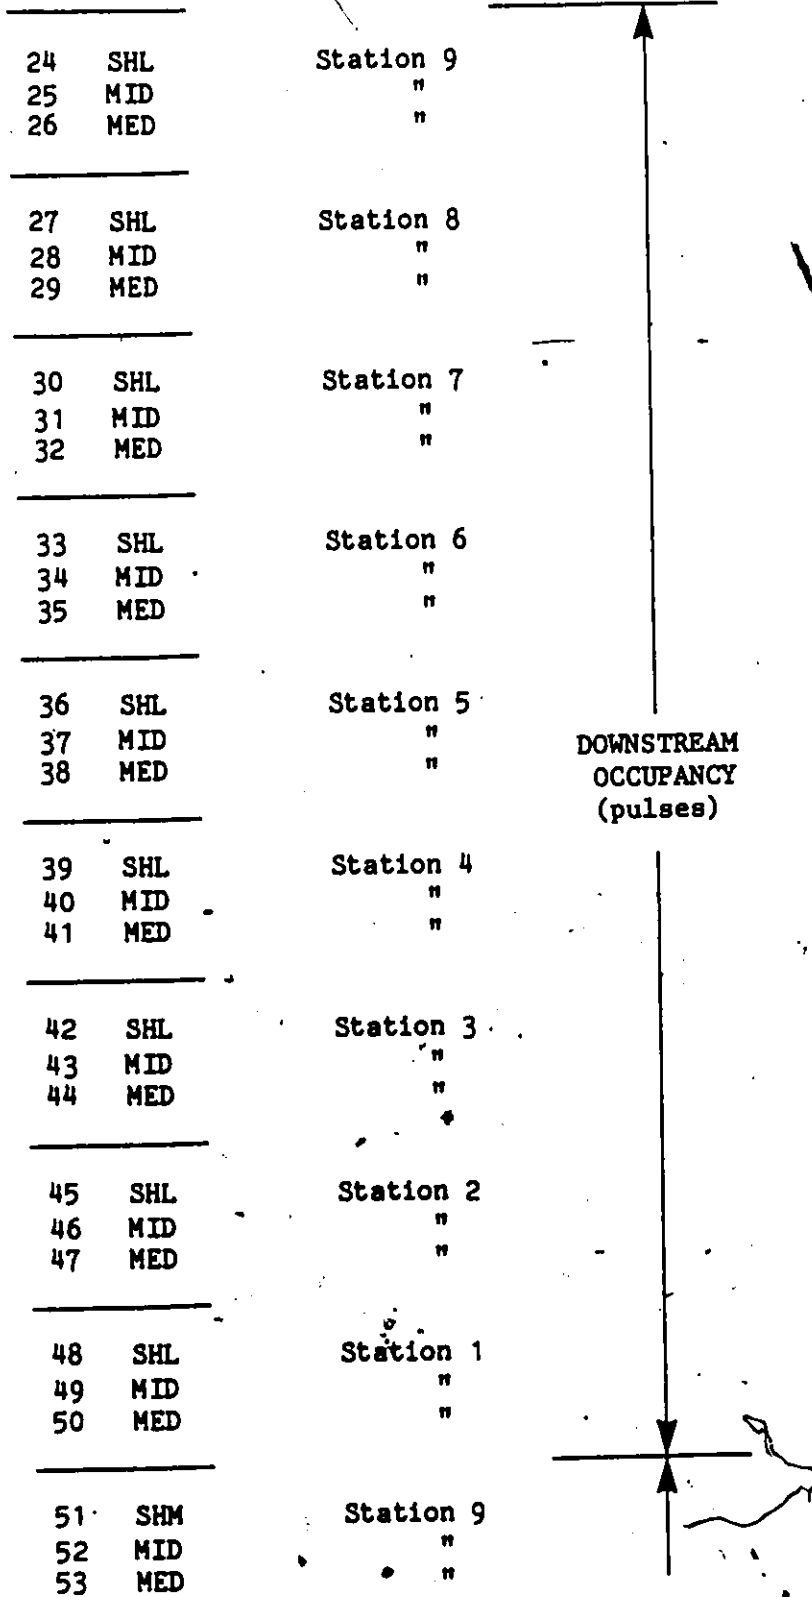 24 SHL Station 9
25 MID "
26 MED "
27 SHL Station 8
28 MID "
29 MED "
30 SHL Station 7
31 MID "
32 MED "
33 SHL Station 6
34 MID "
35 MED "
36 SHL Station 5
37 MID "
38 MED "
DOWNSTREAM
OCCUPANCY
(pulses)
39 SHL Station 4
40 MID "
41 MED "
42 SHL Station 3
43 MID "
44 MED "
45 SHL Station 2
46 MID "
47 MED "
48 SHL Station 1
49 MID "
50 MED "
51 SHM Station 9
52 MID "
53 MED "